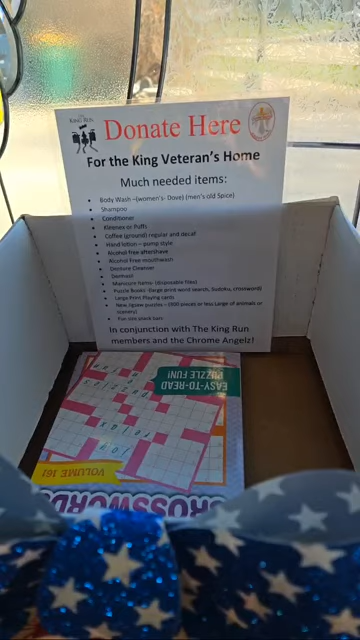 KING RUN
Donate Here
For the King Veteran's Home
Much needed items:
Body Wash –(women's- Dove) (men's old Spice)
Shampoo
Conditioner
Kleenex or Puffs
Coffee (ground) regular and decaf
Hand lotion – pump style
Alcohol free aftershave
Alcohol free mouthwash
Denture Cleanser
Manicure items- (disposable files)
Puzzle Books -(large print word search, Sudoku, crossword)
Large Print Playing cards
New jigsaw puzzles – (300 pieces or less Large of animals or
scenery)
Fun size snack bars
In conjunction with The King Run
members and the Chrome Angelz!
EASY-TO-READ
PUZZLE FUN!
VOLUME 161
CROSSWORD